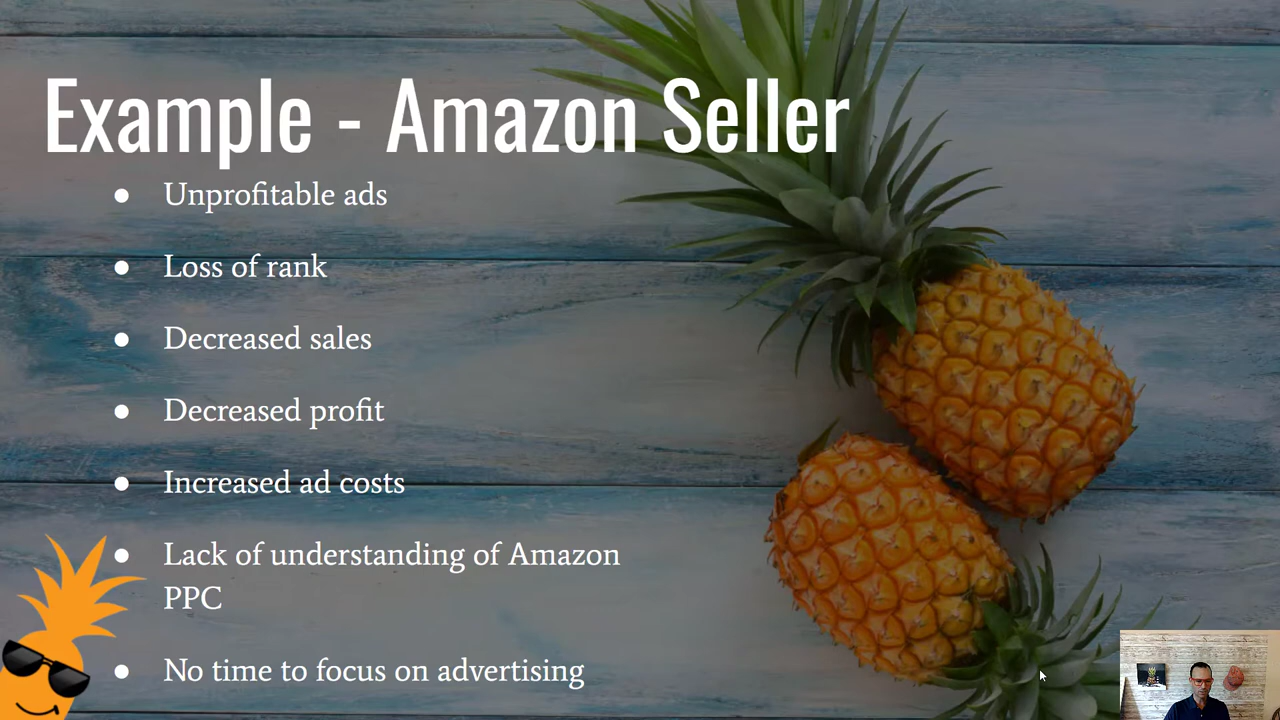 Example - Amazon Seller
● Unprofitable ads
● Loss of rank
● Decreased sales
● Decreased profit
● Increased ad costs
● Lack of understanding of Amazon
PPC
● No time to focus on advertising